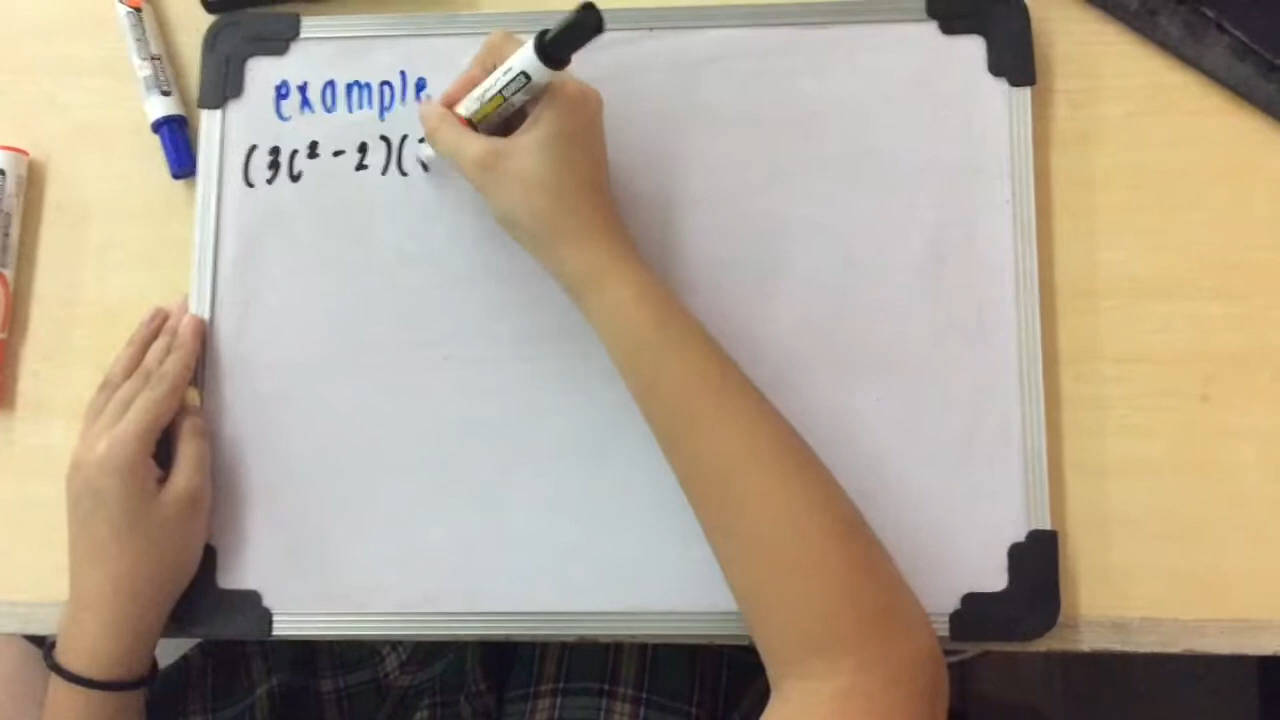 example
(3c² - 2)(